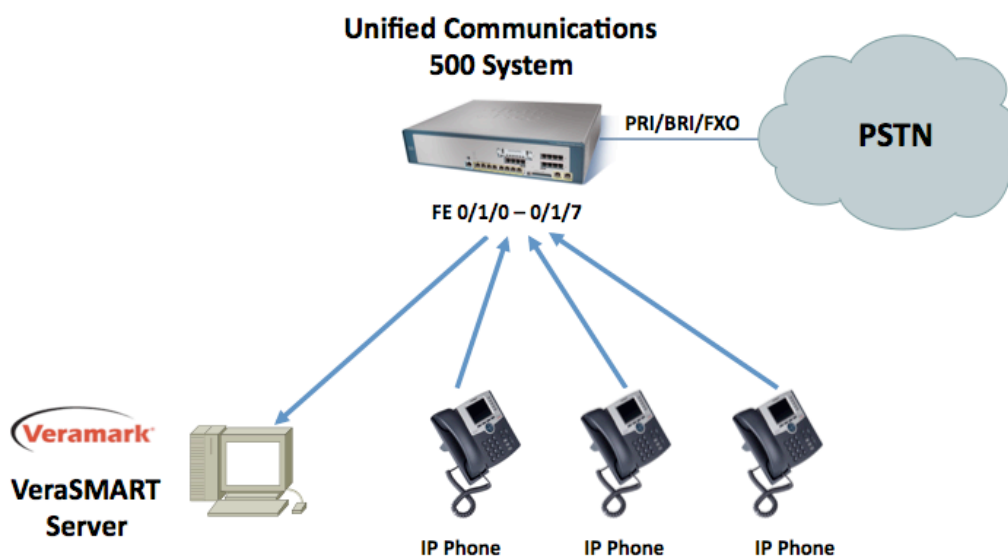 Unified Communications
500 System
PRI/BRI/FXO
PSTN
FE 0/1/0 – 0/1/7
Veramark
VeraSMART
Server
IP Phone
IP Phone
IP Phone